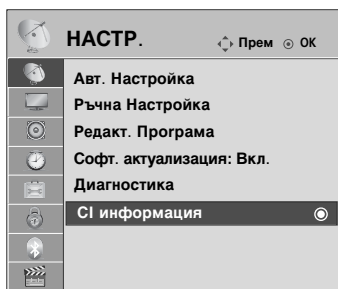 НАСТР. Прем OK
Авт. Настройка
Ръчна Настройка
Редакт. Програма
Софт. актуализация: Вкл.
Диагностика
CI информация